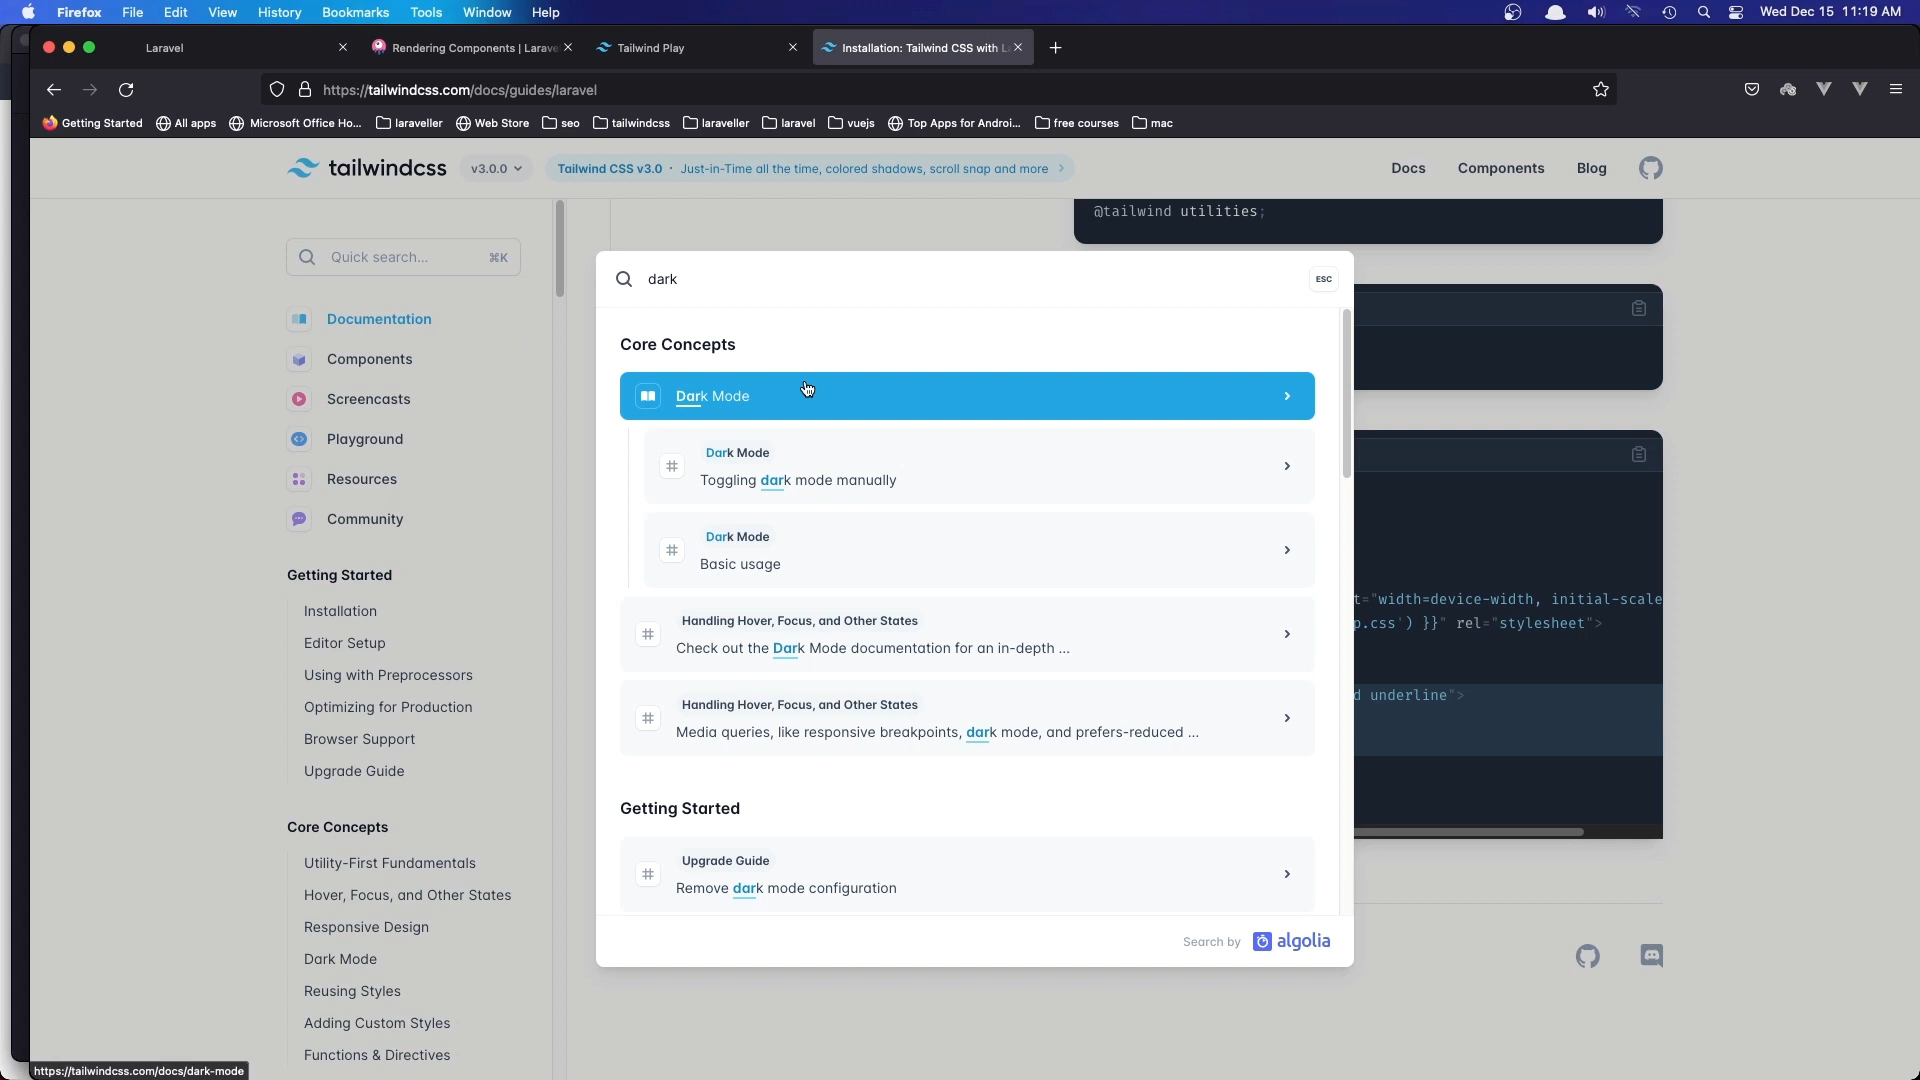 Firefox File Edit View History Bookmarks Tools Window Help
Wed Dec 15 11:19 AM
Laravel
Rendering Components | Larave
Tailwind Play
Installation: Tailwind CSS with L
https://tailwindcss.com/docs/guides/laravel
Getting Started
All apps
Microsoft Office Ho...
laraveller
Web Store
seo
tailwindcss
laraveller
laravel
vuejs
Top Apps for Androi...
free courses
mac
tailwindcss
v3.0.0
Tailwind CSS v3.0 · Just-in-Time all the time, colored shadows, scroll snap and more
Docs
Components
Blog
Quick search...
⌘K
Documentation
Components
Screencasts
Playground
Resources
Community
Getting Started
Installation
Editor Setup
Using with Preprocessors
Optimizing for Production
Browser Support
Upgrade Guide
Core Concepts
Utility-First Fundamentals
Hover, Focus, and Other States
Responsive Design
Dark Mode
Reusing Styles
Adding Custom Styles
Functions & Directives
@tailwind utilities;
dark
ESC
Core Concepts
Dark Mode
Dark Mode
Toggling dark mode manually
Dark Mode
Basic usage
Handling Hover, Focus, and Other States
Check out the Dark Mode documentation for an in-depth ...
Handling Hover, Focus, and Other States
Media queries, like responsive breakpoints, dark mode, and prefers-reduced ...
Getting Started
Upgrade Guide
Remove dark mode configuration
Search by algolia
t="width=device-width, initial-scale
p.css') }}" rel="stylesheet">
d underline">
https://tailwindcss.com/docs/dark-mode